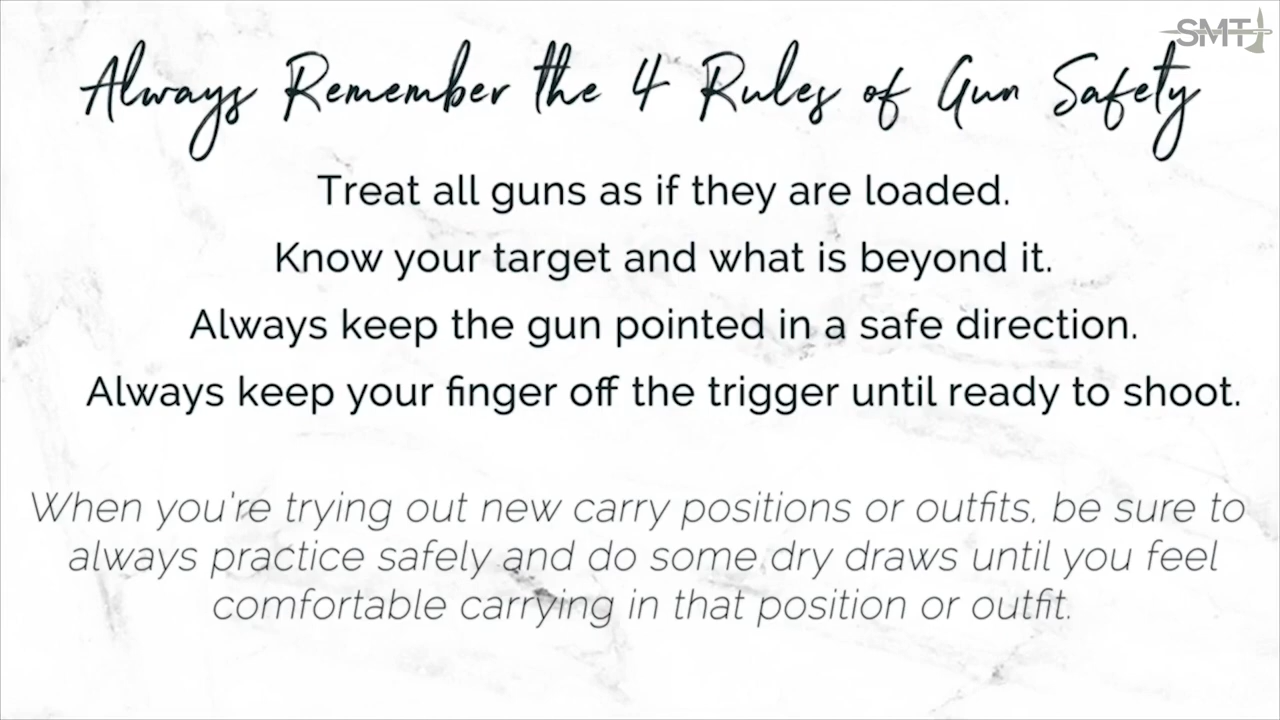 SMT
Always Remember the 4 Rules of Gun Safety
Treat all guns as if they are loaded.
Know your target and what is beyond it.
Always keep the gun pointed in a safe direction.
Always keep your finger off the trigger until ready to shoot.
When you're trying out new carry positions or outfits, be sure to
always practice safely and do some dry draws until you feel
comfortable carrying in that position or outfit.